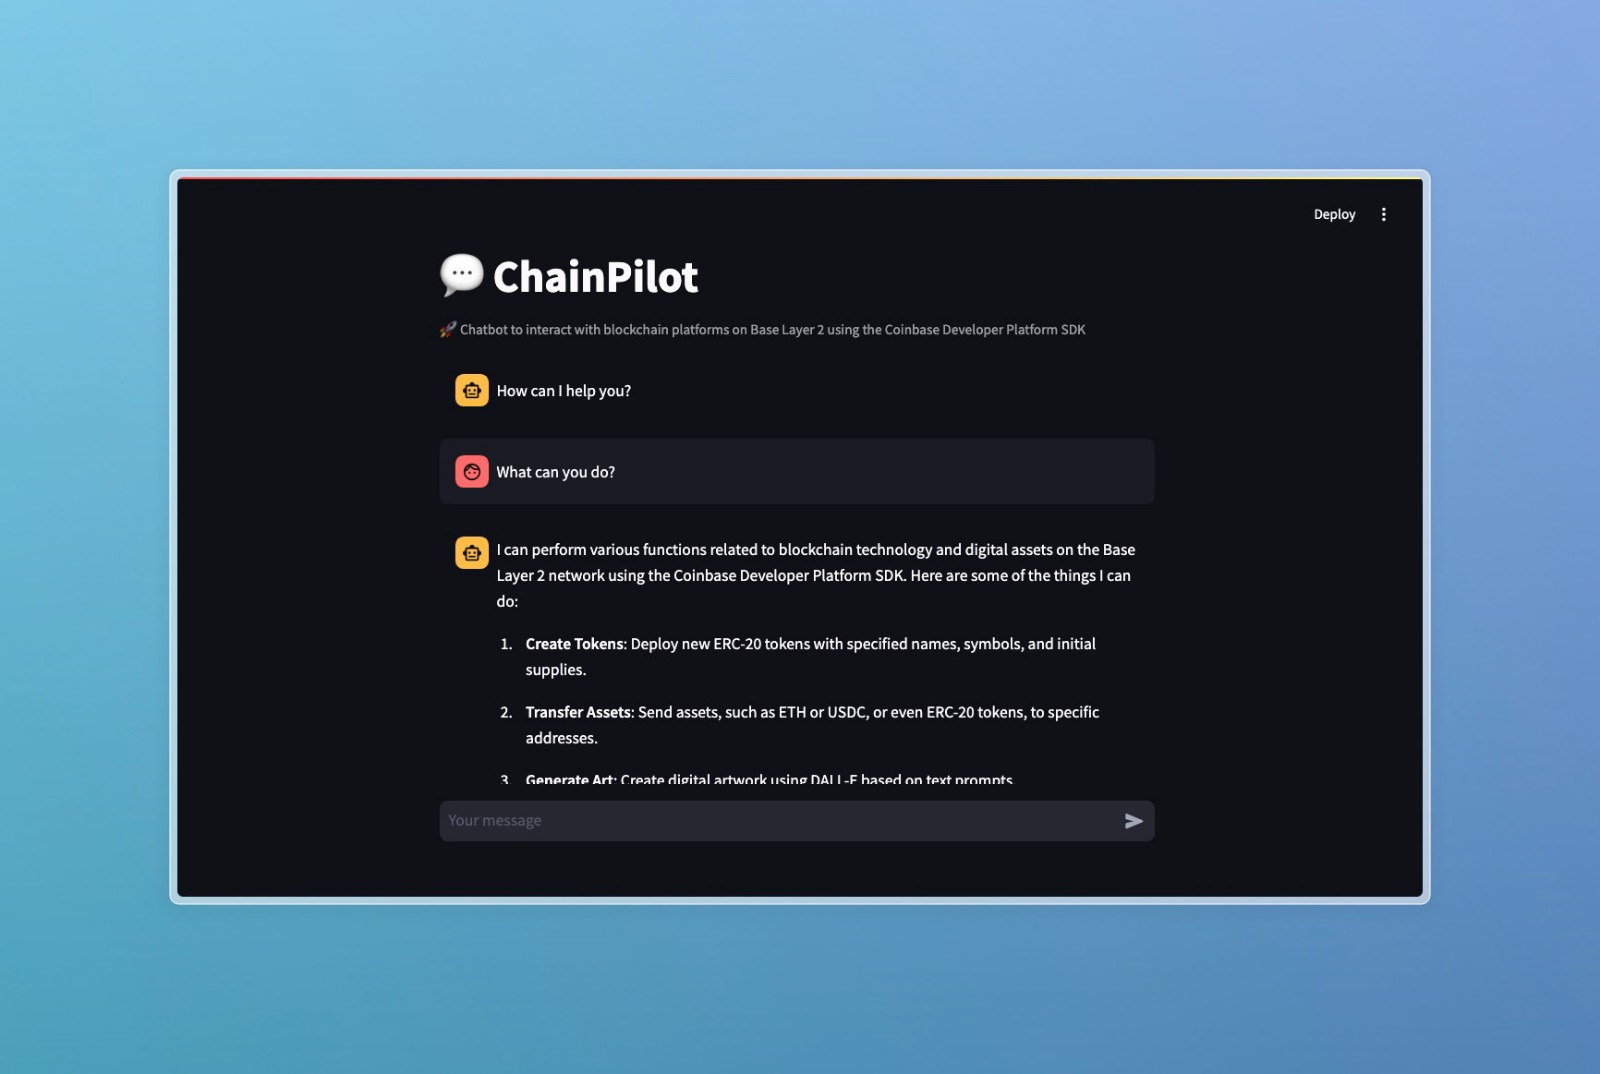 Deploy
ChainPilot
🚀 Chatbot to interact with blockchain platforms on Base Layer 2 using the Coinbase Developer Platform SDK
How can I help you?
What can you do?
I can perform various functions related to blockchain technology and digital assets on the Base
Layer 2 network using the Coinbase Developer Platform SDK. Here are some of the things I can
do:
1. Create Tokens: Deploy new ERC-20 tokens with specified names, symbols, and initial
supplies.
2. Transfer Assets: Send assets, such as ETH or USDC, or even ERC-20 tokens, to specific
addresses.
3. Generate Art: Create digital artwork using DALL-E based on text prompts.
Your message